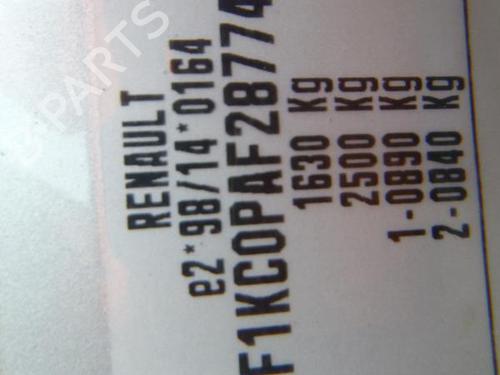 RENAULT
e2*98/14*0164
F1KC0PAF28774
1630 Kg
2500 Kg
1-0890 Kg
2-0840 Kg
B-PARTS